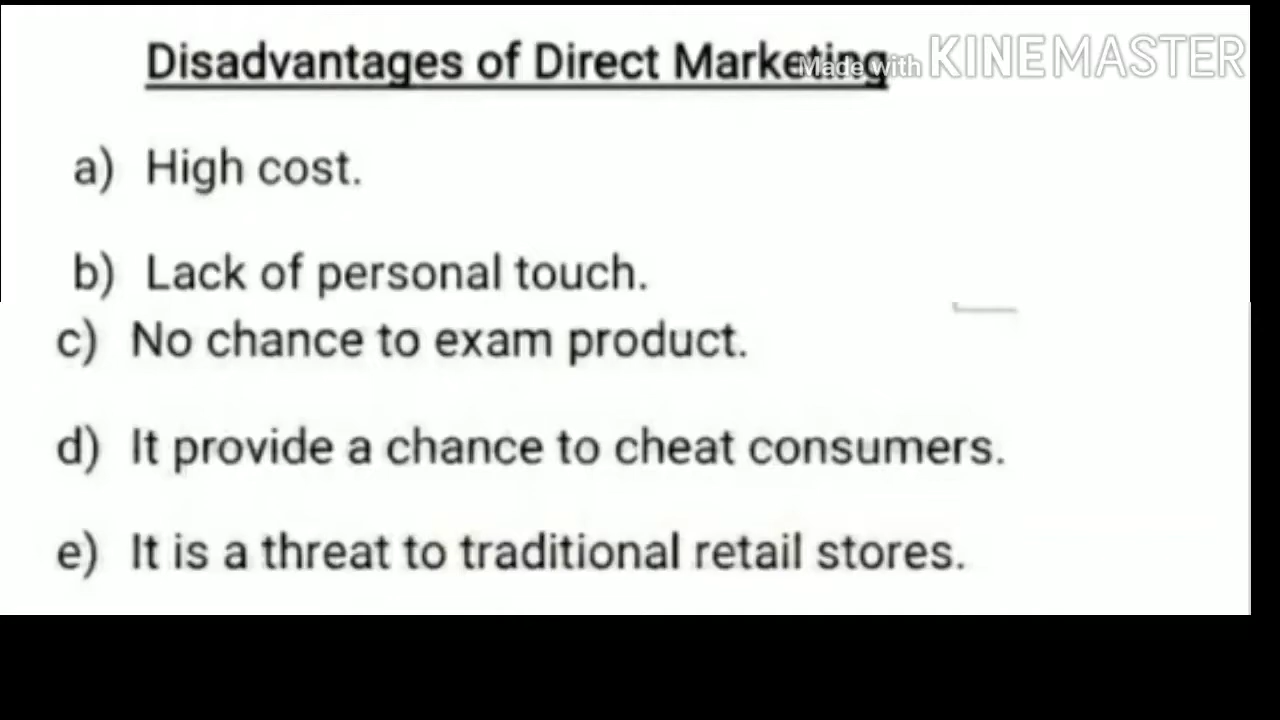 Disadvantages of Direct Marketing
Made with KINEMASTER
a) High cost.
b) Lack of personal touch.
c) No chance to exam product.
d) It provide a chance to cheat consumers.
e) It is a threat to traditional retail stores.